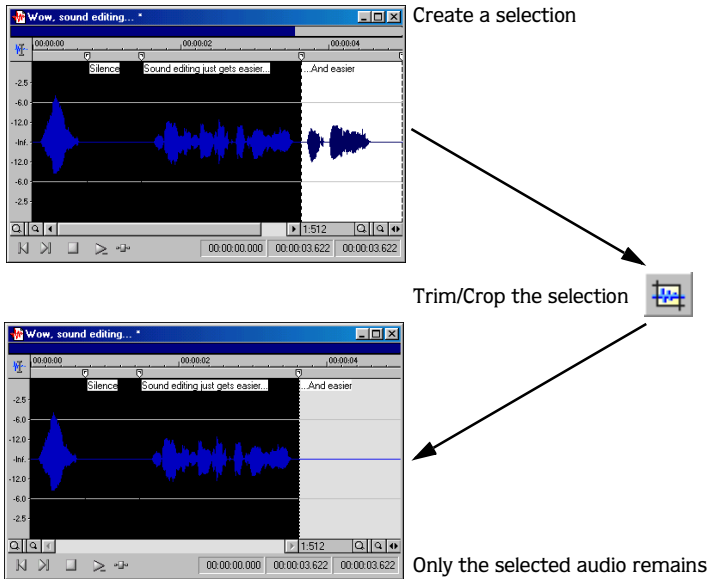 Wow, sound editing... *
Create a selection
00:00:00 00:00:02 00:00:04
Silence Sound editing just gets easier... ...And easier
-2.5
-6.0
-12.0
-Inf.
-12.0
-6.0
-2.5
1:512
00:00:00.000 00:00:03.622 00:00:03.622
Trim/Crop the selection
Wow, sound editing... *
00:00:00 00:00:02 00:00:04
Silence Sound editing just gets easier... ...And easier
-2.5
-6.0
-12.0
-Inf.
-12.0
-6.0
-2.5
1:512
00:00:00.000 00:00:03.622 00:00:03.622
Only the selected audio remains